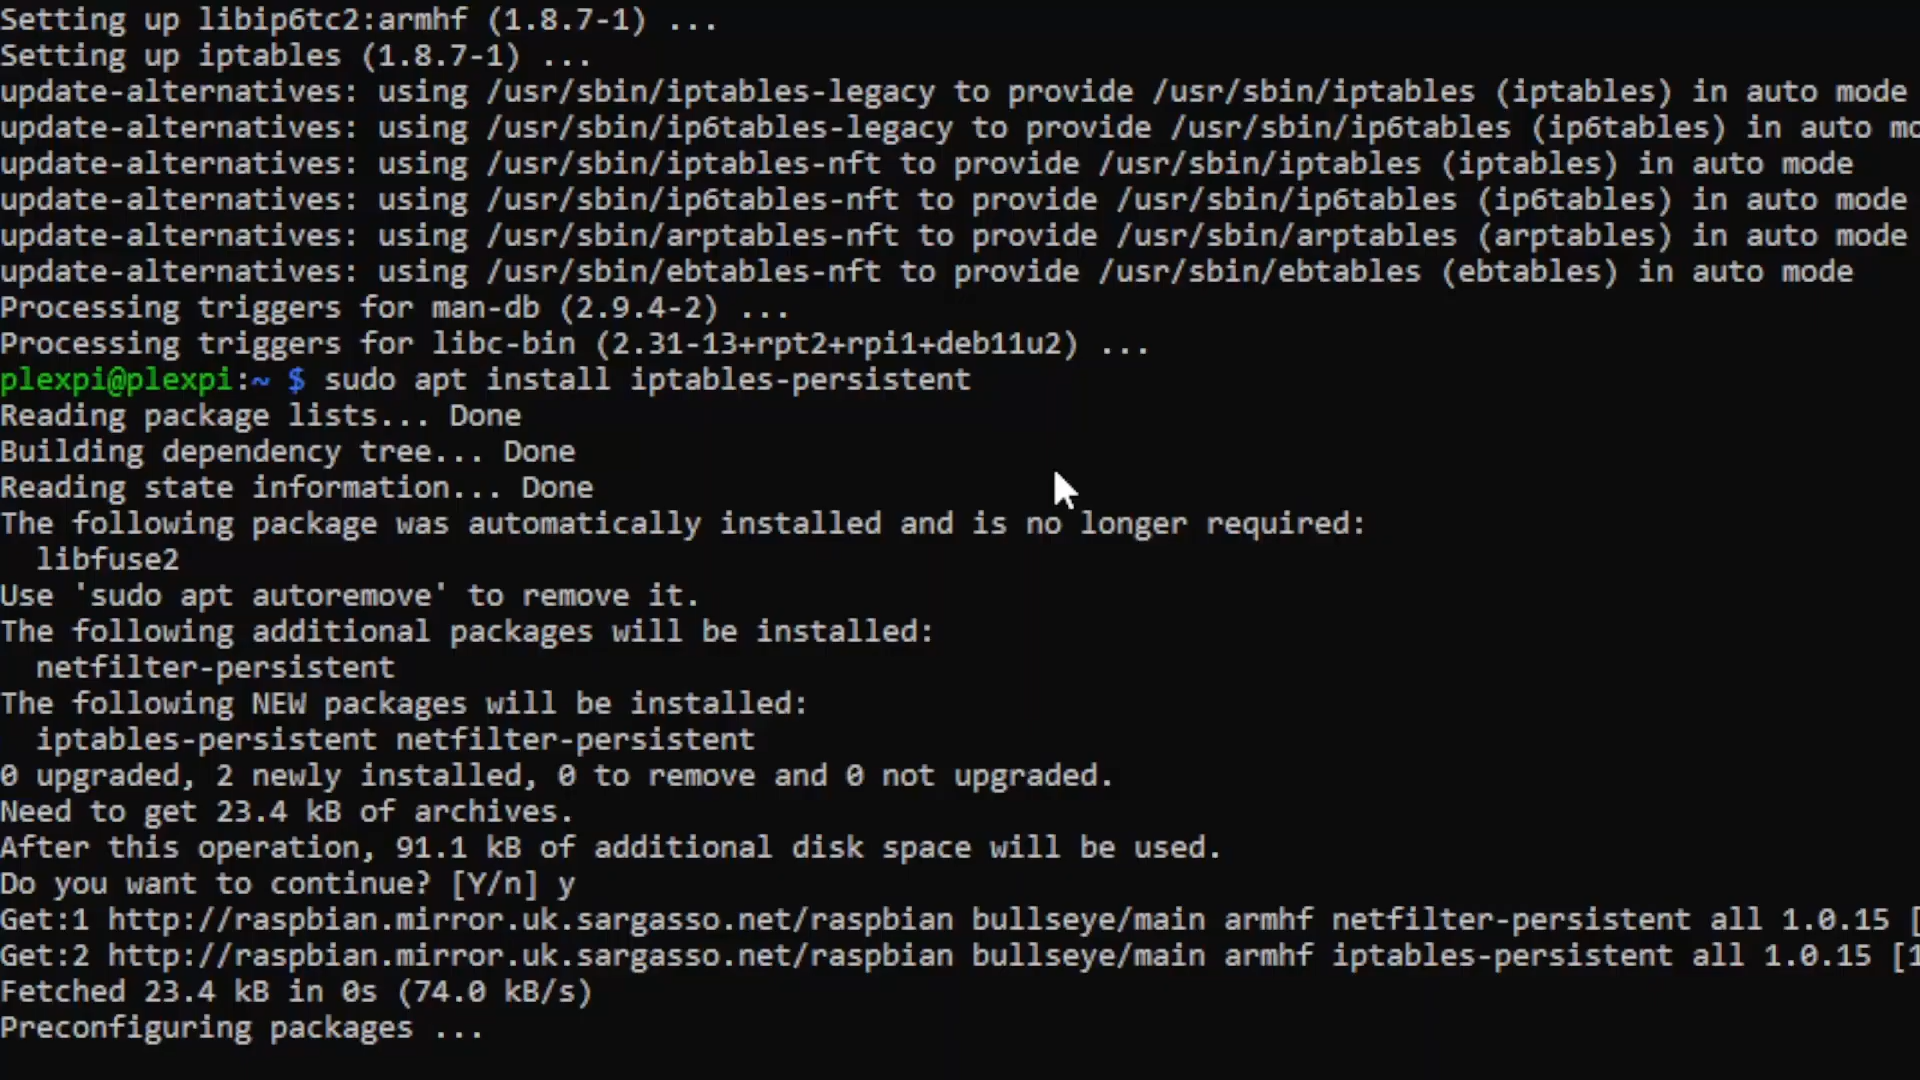 Setting up libip6tc2:armhf (1.8.7-1) ...
Setting up iptables (1.8.7-1) ...
update-alternatives: using /usr/sbin/iptables-legacy to provide /usr/sbin/iptables (iptables) in auto mode
update-alternatives: using /usr/sbin/ip6tables-legacy to provide /usr/sbin/ip6tables (ip6tables) in auto
update-alternatives: using /usr/sbin/iptables-nft to provide /usr/sbin/iptables (iptables) in auto mode
update-alternatives: using /usr/sbin/ip6tables-nft to provide /usr/sbin/ip6tables (ip6tables) in auto mode
update-alternatives: using /usr/sbin/arptables-nft to provide /usr/sbin/arptables (arptables) in auto mode
update-alternatives: using /usr/sbin/ebtables-nft to provide /usr/sbin/ebtables (ebtables) in auto mode
Processing triggers for man-db (2.9.4-2) ...
Processing triggers for libc-bin (2.31-13+rpt2+rpi1+deb11u2) ...
plexpi@plexpi:~ $ sudo apt install iptables-persistent
Reading package lists... Done
Building dependency tree... Done
Reading state information... Done
The following package was automatically installed and is no longer required:
  libfuse2
Use 'sudo apt autoremove' to remove it.
The following additional packages will be installed:
  netfilter-persistent
The following NEW packages will be installed:
  iptables-persistent netfilter-persistent
0 upgraded, 2 newly installed, 0 to remove and 0 not upgraded.
Need to get 23.4 kB of archives.
After this operation, 91.1 kB of additional disk space will be used.
Do you want to continue? [Y/n] y
Get:1 http://raspbian.mirror.uk.sargasso.net/raspbian bullseye/main armhf netfilter-persistent all 1.0.15 [
Get:2 http://raspbian.mirror.uk.sargasso.net/raspbian bullseye/main armhf iptables-persistent all 1.0.15 [1
Fetched 23.4 kB in 0s (74.0 kB/s)
Preconfiguring packages ...